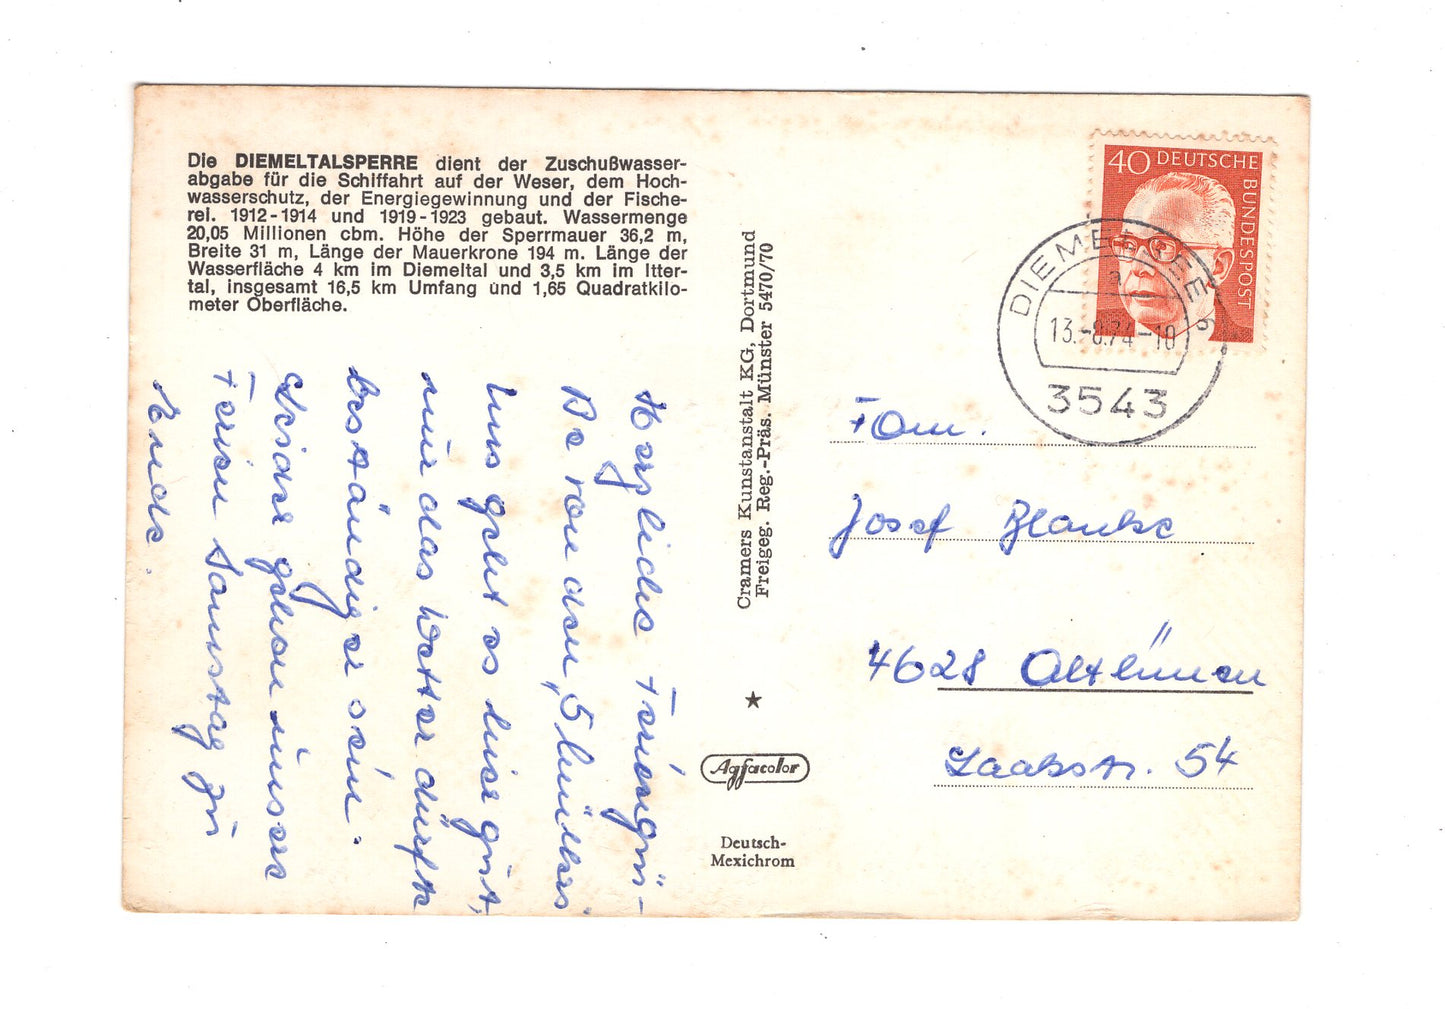 Die DIEMELTALSPERRE dient der Zuschußwasser-
abgabe für die Schiffahrt auf der Weser, dem Hoch-
wasserschutz, der Energiegewinnung und der Fische-
rei. 1912-1914 und 1919-1923 gebaut. Wassermenge
20,05 Millionen cbm. Höhe der Sperrmauer 36,2 m,
Breite 31 m, Länge der Mauerkrone 194 m. Länge der
Wasserfläche 4 km im Diemeltal und 3,5 km im Itter-
tal, insgesamt 16,5 km Umfang und 1,65 Quadratkilo-
meter Oberfläche.
Herzliche Feriengrü-
von den 5
Uns geht es hier gut,
nur das Wetter dürfte
beständiger sein.
Leider gehen unsere
Ferien Samstag zu
Ende.
Cramers Kunstanstalt KG, Dortmund
Freigeg. Reg.-Präs. Münster 5470/70
Agfacolor
Deutsch-
Mexichrom
40 DEUTSCHE
BUNDESPOST
DIEMELSEE 6
a
13.-8.74-18
3543
Fam.
Josef Blanke
4628 Altlünen
Laakstr. 54